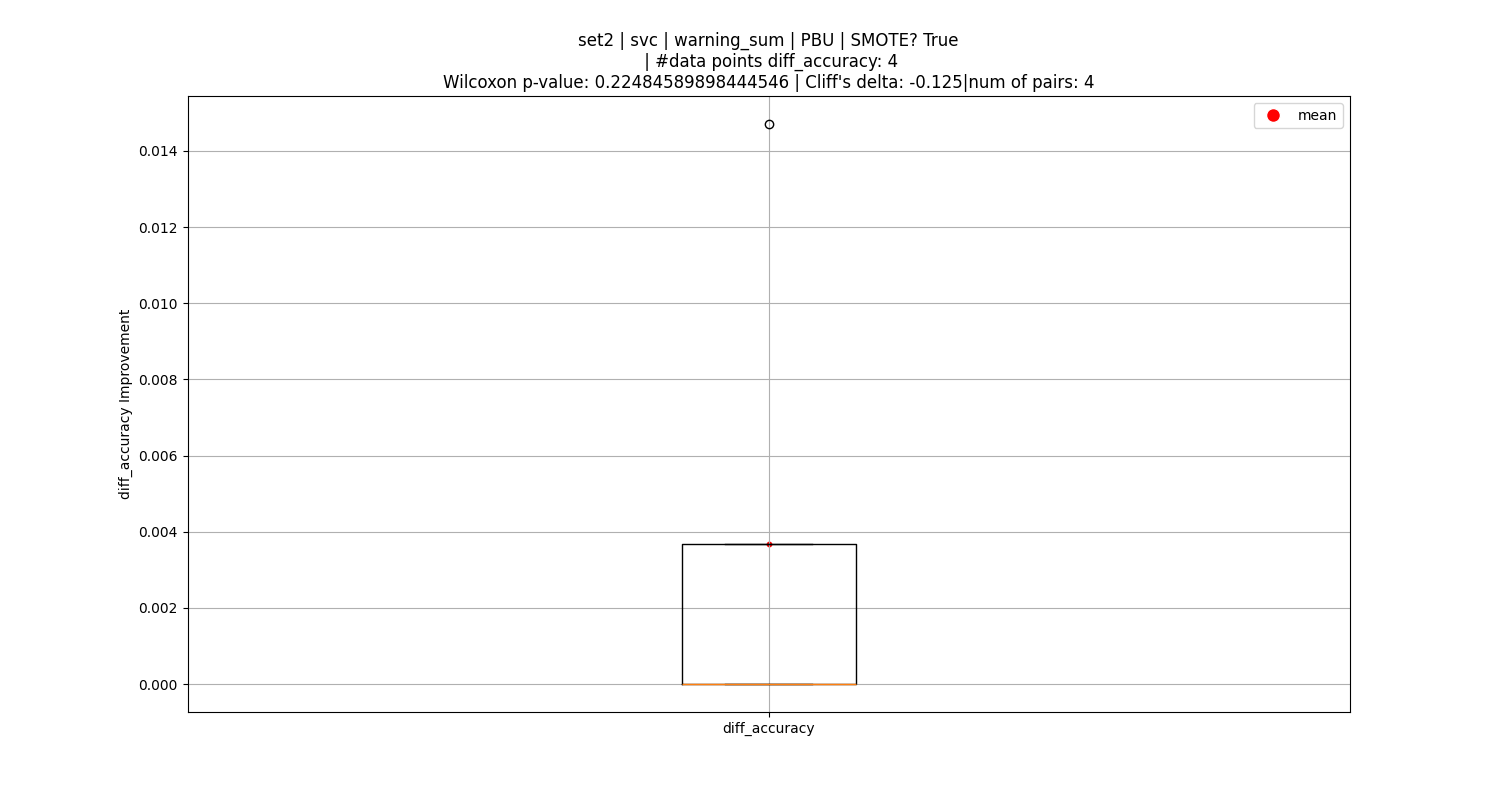 set2 | svc | warning_sum | PBU | SMOTE? True
| #data points diff_accuracy: 4
Wilcoxon p-value: 0.22484589898444546 | Cliff's delta: -0.125|num of pairs: 4
mean
0.014
0.012
0.010
0.008
0.006
0.004
0.002
0.000
diff_accuracy Improvement
diff_accuracy